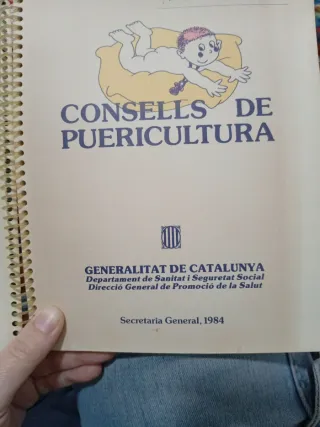 CONSELLS DE
PUERICULTURA
GENERALITAT DE CATALUNYA
Departament de Sanitat i Seguretat Social
Direcció General de Promoció de la Salut
Secretaria General, 1984